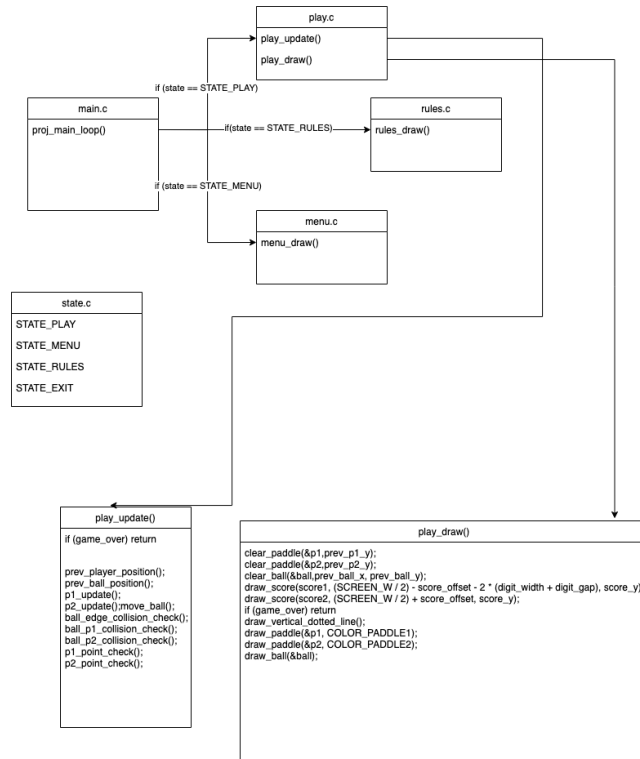 play.c
play_update()
play_draw()
if (state == STATE_PLAY)
main.c
proj_main_loop()
if(state == STATE_RULES)
rules.c
rules_draw()
if (state == STATE_MENU)
menu.c
menu_draw()
state.c
STATE_PLAY
STATE_MENU
STATE_RULES
STATE_EXIT
play_update()
if (game_over) return
prev_player_position();
prev_ball_position();
p1_update();
p2_update();move_ball();
ball_edge_collision_check();
ball_p1_collision_check();
ball_p2_collision_check();
p1_point_check();
p2_point_check();
play_draw()
clear_paddle(&p1,prev_p1_y);
clear_paddle(&p2,prev_p2_y);
clear_ball(&ball,prev_ball_x, prev_ball_y);
draw_score(score1, (SCREEN_W / 2) - score_offset - 2 * (digit_width + digit_gap), score_y)
draw_score(score2, (SCREEN_W / 2) + score_offset, score_y);
if (game_over) return
draw_vertical_dotted_line();
draw_paddle(&p1, COLOR_PADDLE1);
draw_paddle(&p2, COLOR_PADDLE2);
draw_ball(&ball);